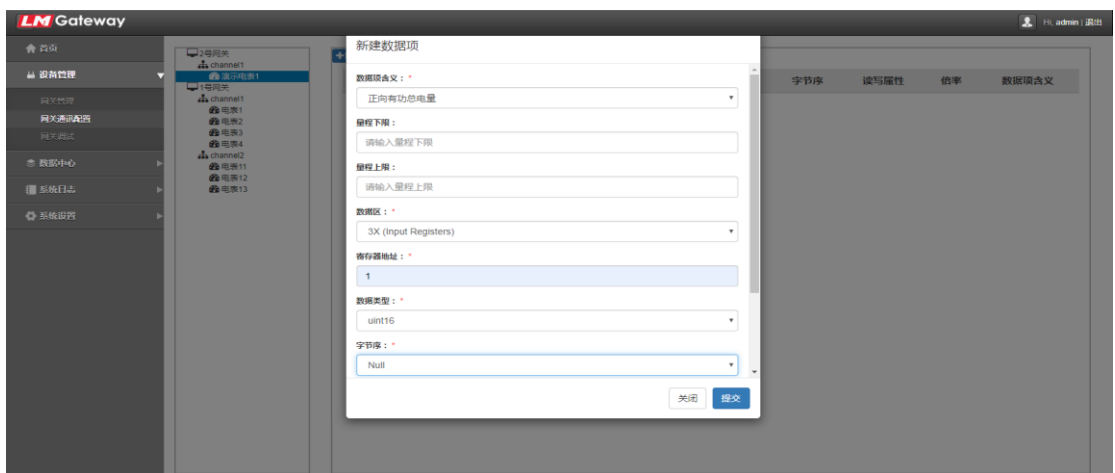 LM Gateway
Hi, admin | 退出
首页
设备管理
网关管理
网关通讯配置
网关调试
数据中心
系统日志
系统设置
2号网关
channel1
演示电表1
1号网关
channel1
电表1
电表2
电表3
电表4
channel2
电表11
电表12
电表13
字节序 读写属性 倍率 数据项含义
新建数据项
数据项含义： *
正向有功总电量
量程下限：
请输入量程下限
量程上限：
请输入量程上限
数据区： *
3X (Input Registers)
寄存器地址： *
1
数据类型： *
uint16
字节序： *
Null
关闭 提交